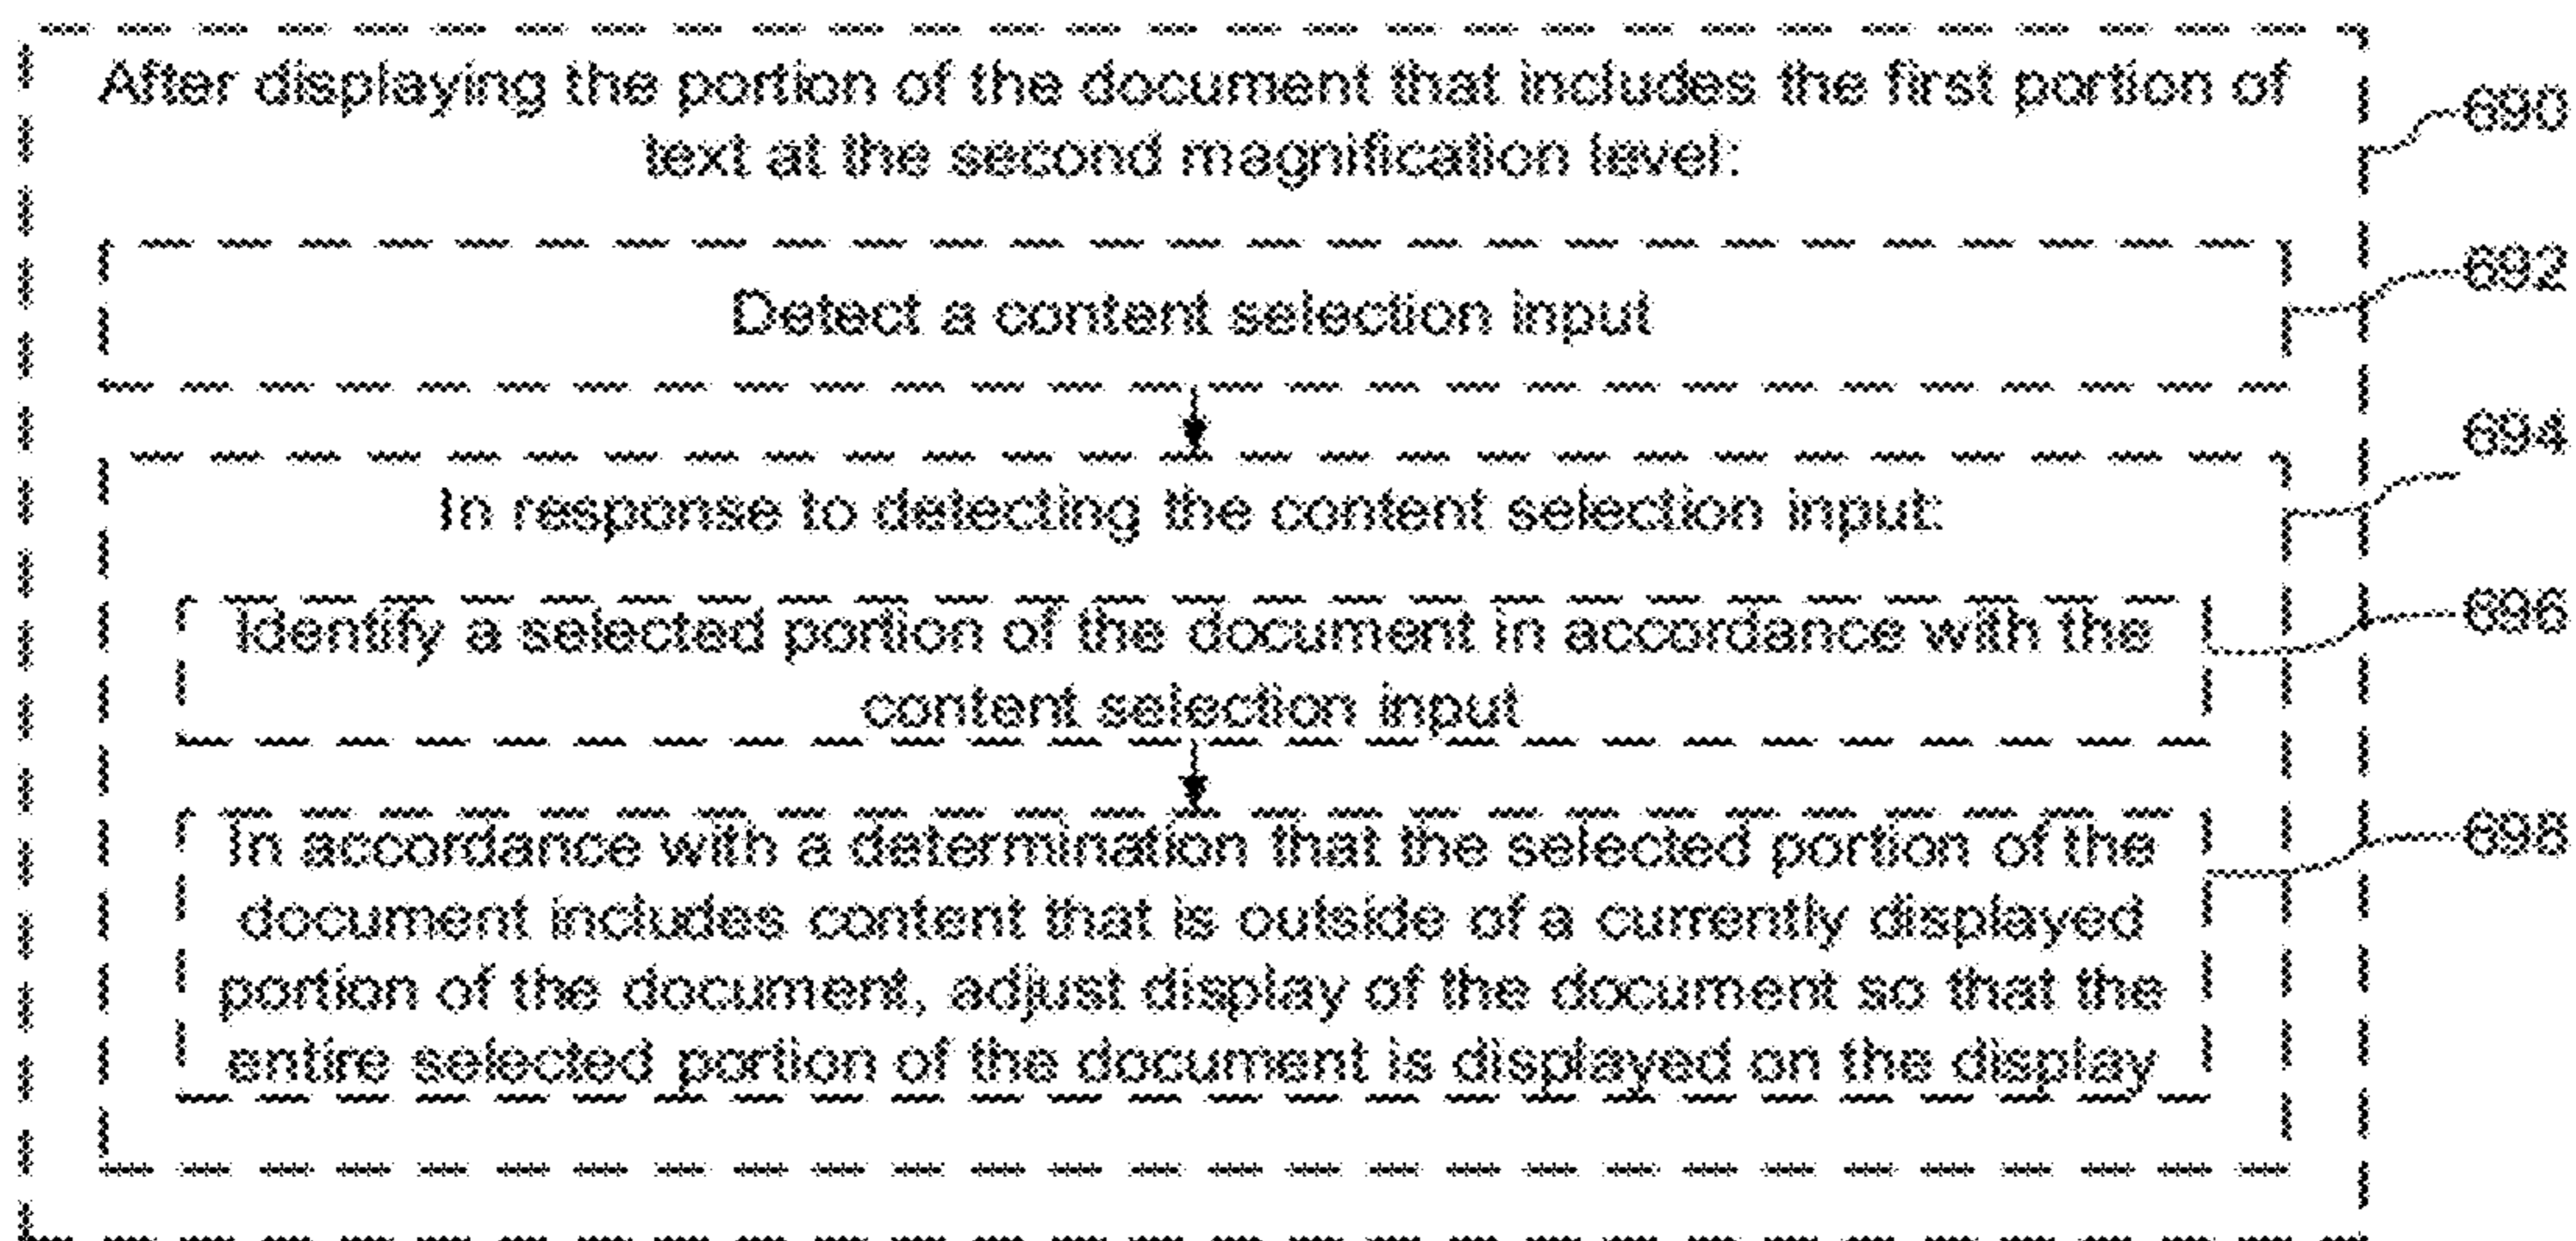 After displaying the portion of the document that includes the first portion of
text at the second magnification level:
690
Detect a content selection input
692
In response to detecting the content selection input:
694
Identify a selected portion of the document in accordance with the
content selection input
696
In accordance with a determination that the selected portion of the
document includes content that is outside of a currently displayed
portion of the document, adjust display of the document so that the
entire selected portion of the document is displayed on the display
698